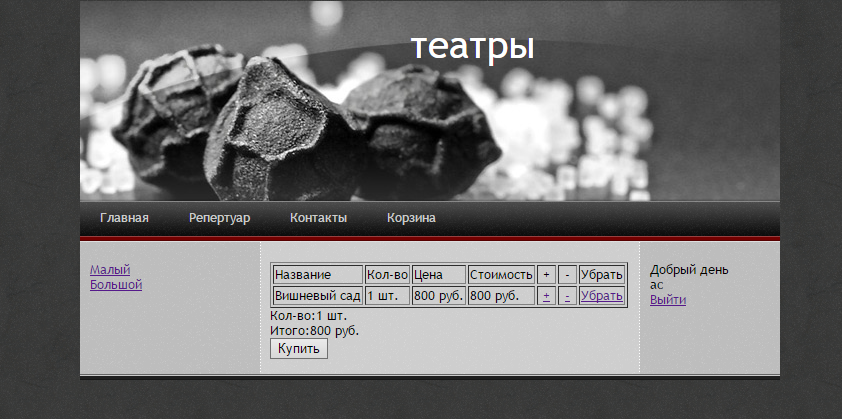 театры
Главная Репертуар Контакты Корзина
Малый
Большой
Название Кол-во Цена Стоимость + - Убрать
Вишневый сад 1 шт. 800 руб. 800 руб. + - Убрать
Кол-во:1 шт.
Итого:800 руб.
Купить
Добрый день
ас
Выйти